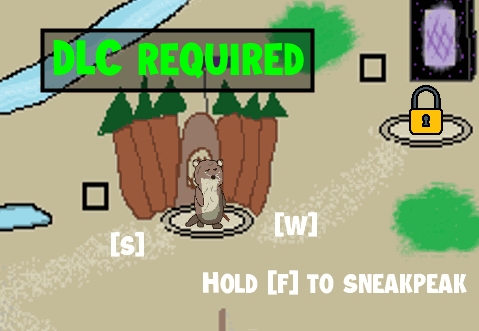 DLC REQUIRED
[S]
[W]
HOLD [F] TO SNEAKPEAK